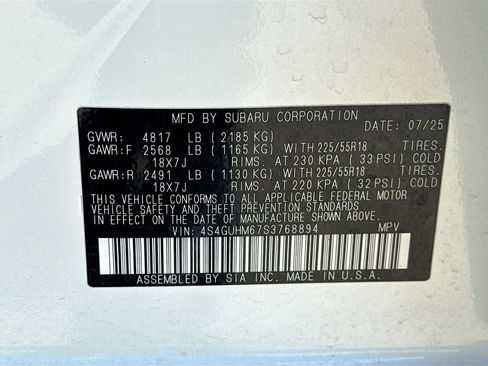 MFD BY SUBARU CORPORATION
DATE: 07/25
GVWR: 4817 LB (2185 KG)
GAWR:F 2568 LB (1165 KG) WITH 225/55R18 TIRES.
18X7J RIMS. AT 230 KPA (33 PSI) COLD
GAWR:R 2491 LB (1130 KG) WITH 225/55R18 TIRES.
18X7J RIMS. AT 220 KPA (32 PSI) COLD
THIS VEHICLE CONFORMS TO ALL APPLICABLE FEDERAL MOTOR
VEHICLE SAFETY AND THEFT PREVENTION STANDARDS
IN EFFECT ON THE DATE OF MANUFACTURE SHOWN ABOVE.
VIN: 4S4GUHM67S3768894 MPV
ASSEMBLED BY SIA INC. IN U.S.A.